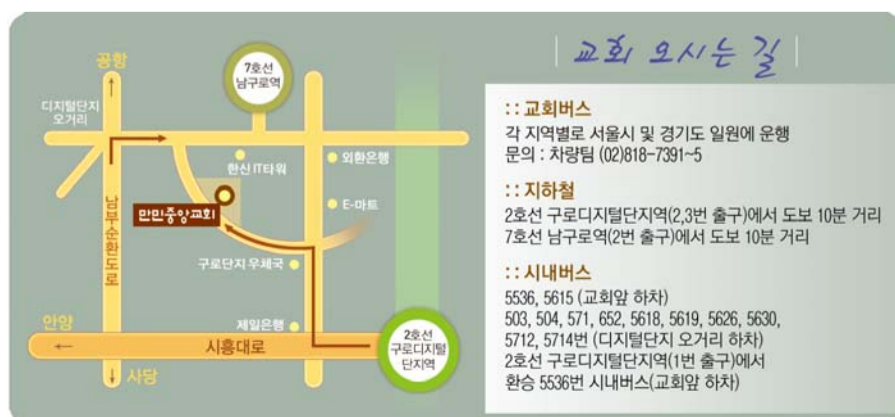 공항
디지털단지
오거리
7호선
남구로역
한신 IT타워
외환은행
E-마트
만민중앙교회
남부순환도로
구로단지 우체국
제일은행
안양
←
시흥대로
2호선
구로디지털
단지역
사당
교회 오시는 길
::교회버스
각 지역별로 서울시 및 경기도 일원에 운행
문의 : 차량팀 (02)818-7391~5
::지하철
2호선 구로디지털단지역(2,3번 출구)에서 도보 10분 거리
7호선 남구로역(2번 출구)에서 도보 10분 거리
::시내버스
5536, 5615 (교회앞 하차)
503, 504, 571, 652, 5618, 5619, 5626, 5630,
5712, 5714번 (디지털단지 오거리 하차)
2호선 구로디지털단지역(1번 출구)에서
환승 5536번 시내버스(교회앞 하차)